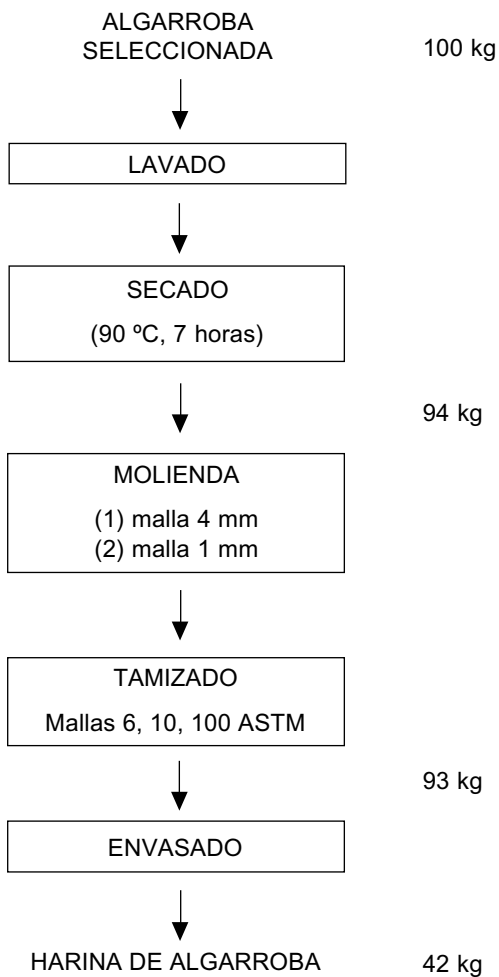 ALGARROBA
SELECCIONADA
100 kg
LAVADO
SECADO
(90 ºC, 7 horas)
94 kg
MOLIENDA
(1) malla 4 mm
(2) malla 1 mm
TAMIZADO
Mallas 6, 10, 100 ASTM
93 kg
ENVASADO
HARINA DE ALGARROBA
42 kg